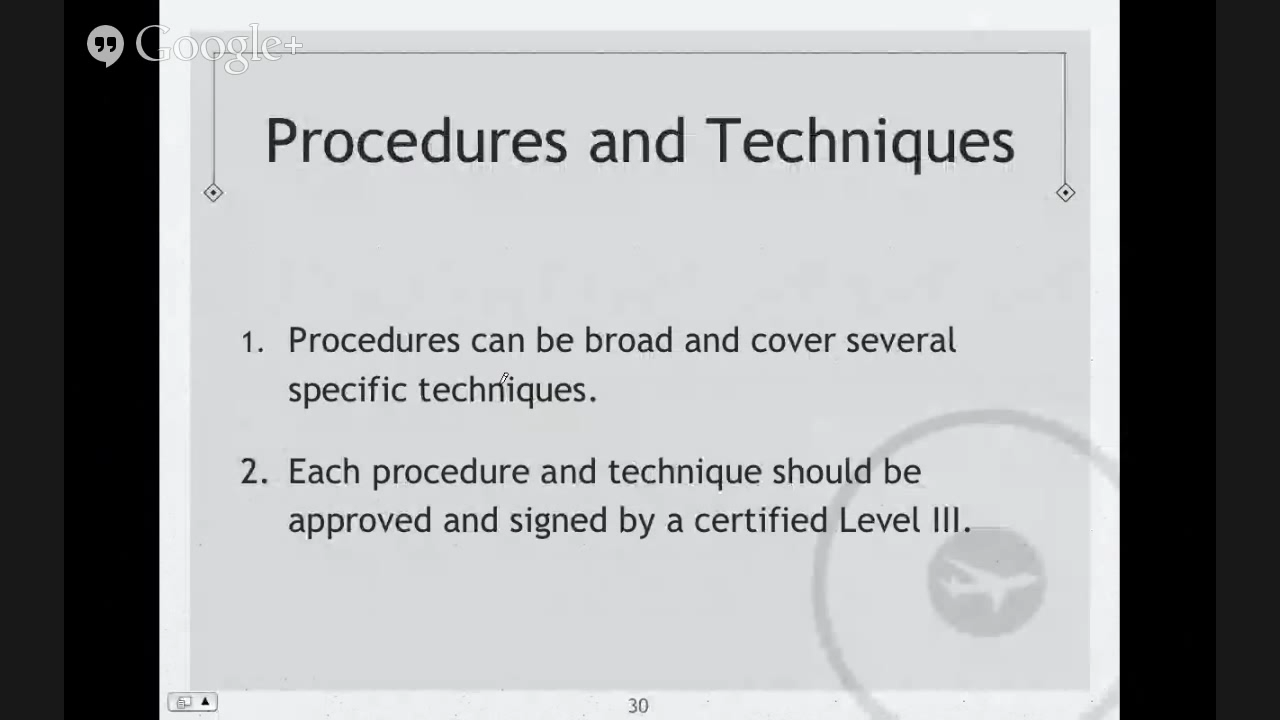 Google+
Procedures and Techniques
1. Procedures can be broad and cover several
specific techniques.
2. Each procedure and technique should be
approved and signed by a certified Level III.
30